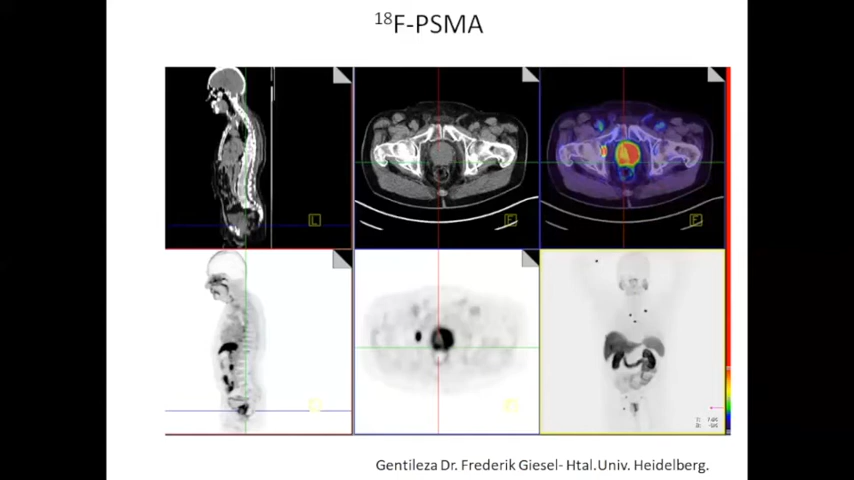 18F-PSMA
L
F
F
Gentileza Dr. Frederik Giesel- Htal.Univ. Heidelberg.